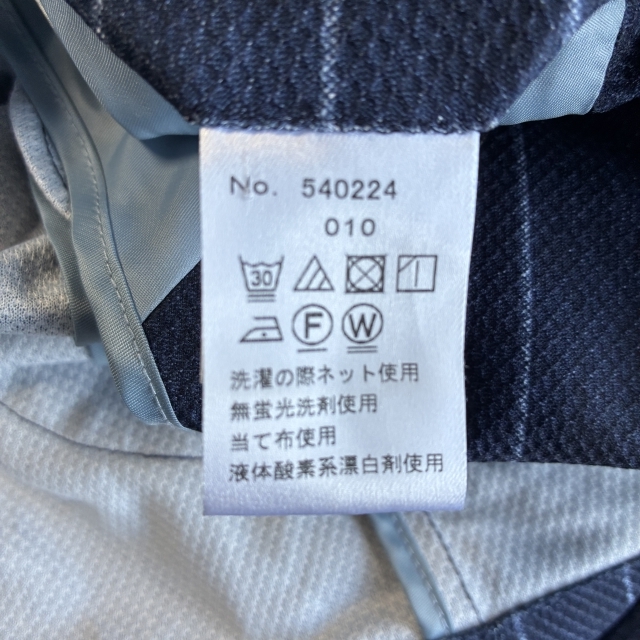 No. 540224
010
30
F W
洗濯の際ネット使用
無蛍光洗剤使用
当て布使用
液体酸素系漂白剤使用